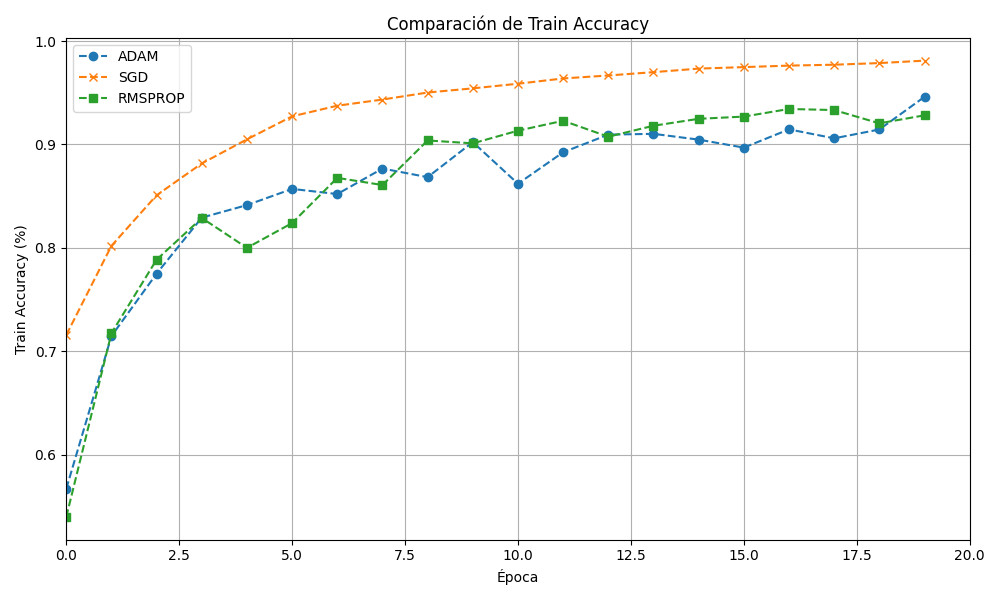 Comparación de Train Accuracy
ADAM
SGD
RMSPROP
Train Accuracy (%)
1.0
0.9
0.8
0.7
0.6
0.0 2.5 5.0 7.5 10.0 12.5 15.0 17.5 20.0
Época